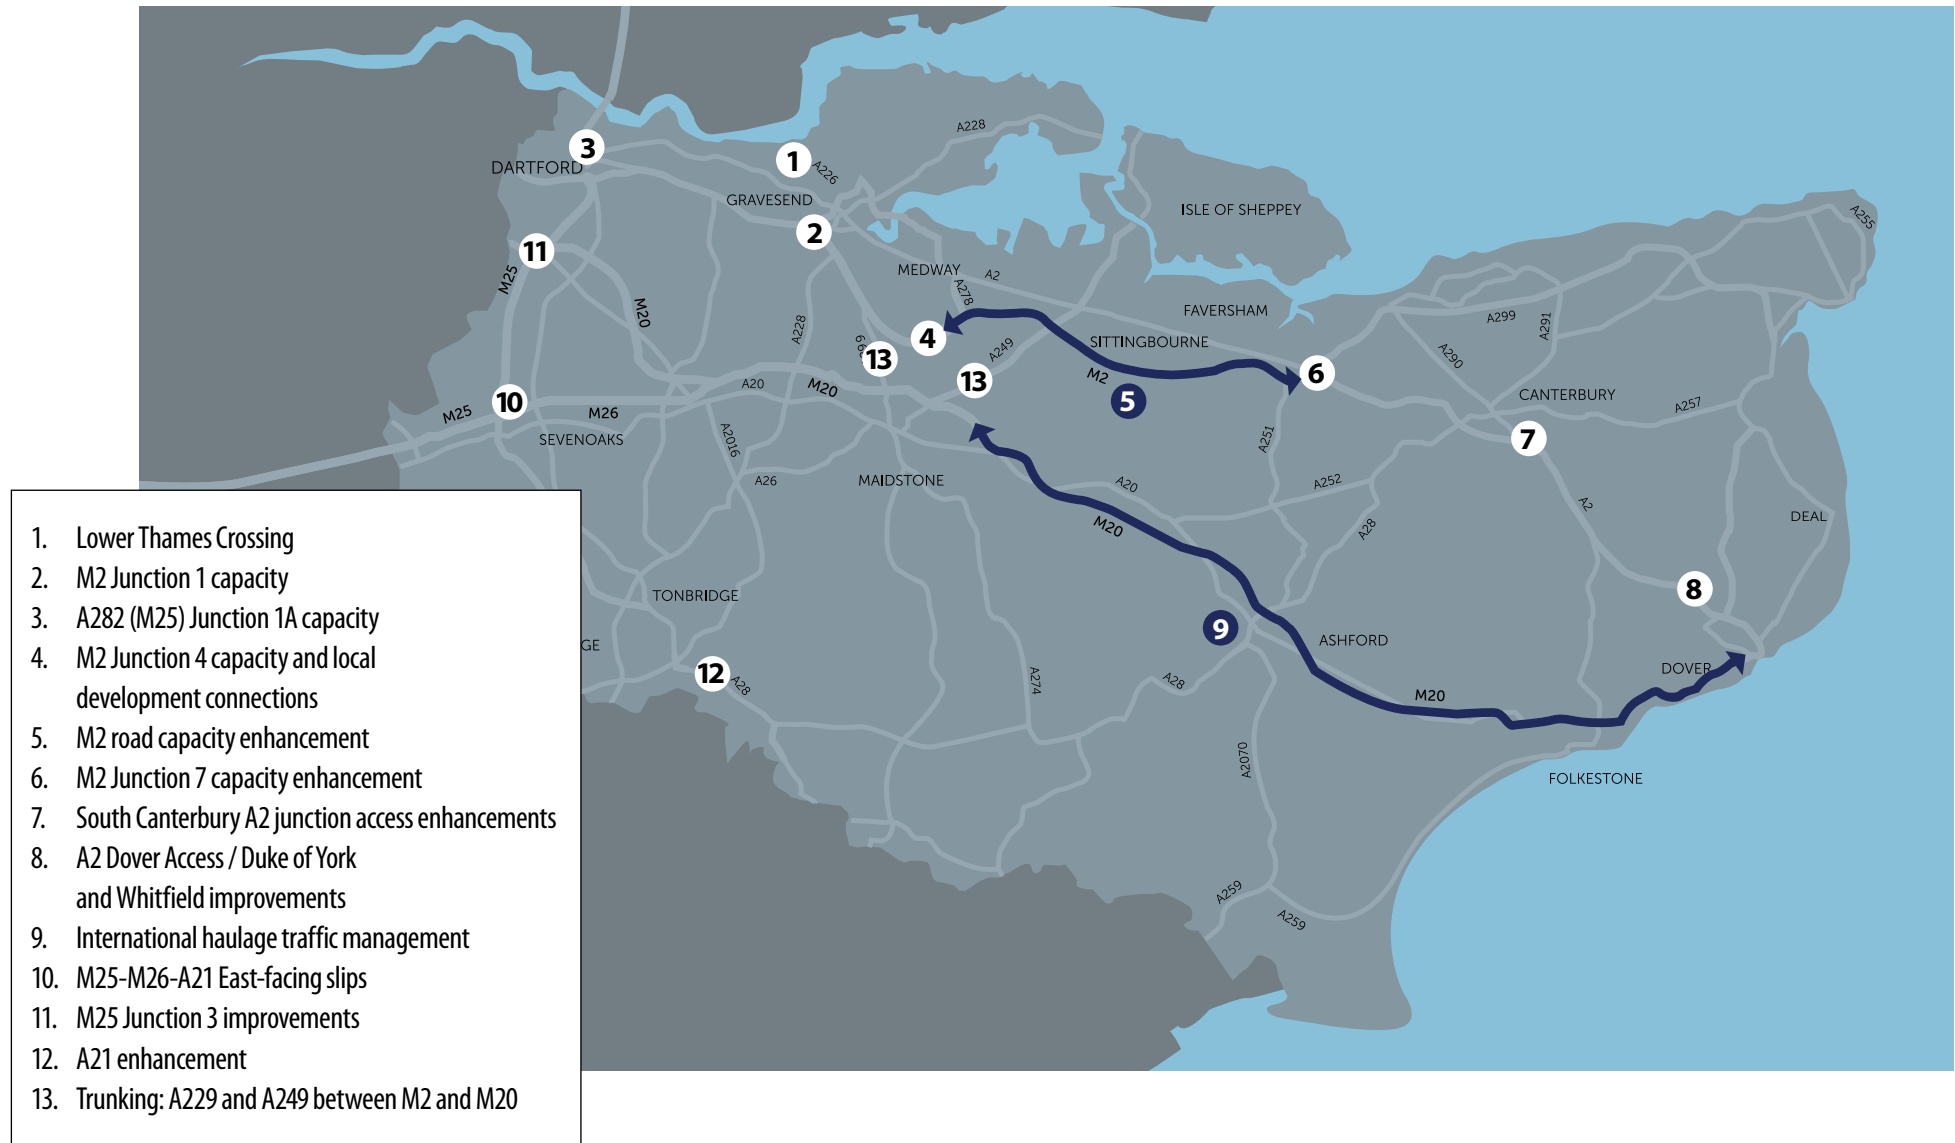 A228
3
1
DARTFORD
A226
GRAVESEND
ISLE OF SHEPPEY
A255
2
11
M25
MEDWAY
A2
A278
M20
FAVERSHAM
A299
A291
A228
4
SITTINGBOURNE
A249
13
13
A290
M2
6
A20
M20
5
CANTERBURY
A257
10
M25
M26
SEVENOAKS
A2016
A251
7
A26
MAIDSTONE
A20
A252
A2
DEAL
M20
A28
TONBRIDGE
8
9
ASHFORD
GE
12
A28
A274
A28
DOVER
M20
A2070
FOLKESTONE
A259
A259
1. Lower Thames Crossing
2. M2 Junction 1 capacity
3. A282 (M25) Junction 1A capacity
4. M2 Junction 4 capacity and local
development connections
5. M2 road capacity enhancement
6. M2 Junction 7 capacity enhancement
7. South Canterbury A2 junction access enhancements
8. A2 Dover Access / Duke of York
and Whitfield improvements
9. International haulage traffic management
10. M25-M26-A21 East-facing slips
11. M25 Junction 3 improvements
12. A21 enhancement
13. Trunking: A229 and A249 between M2 and M20